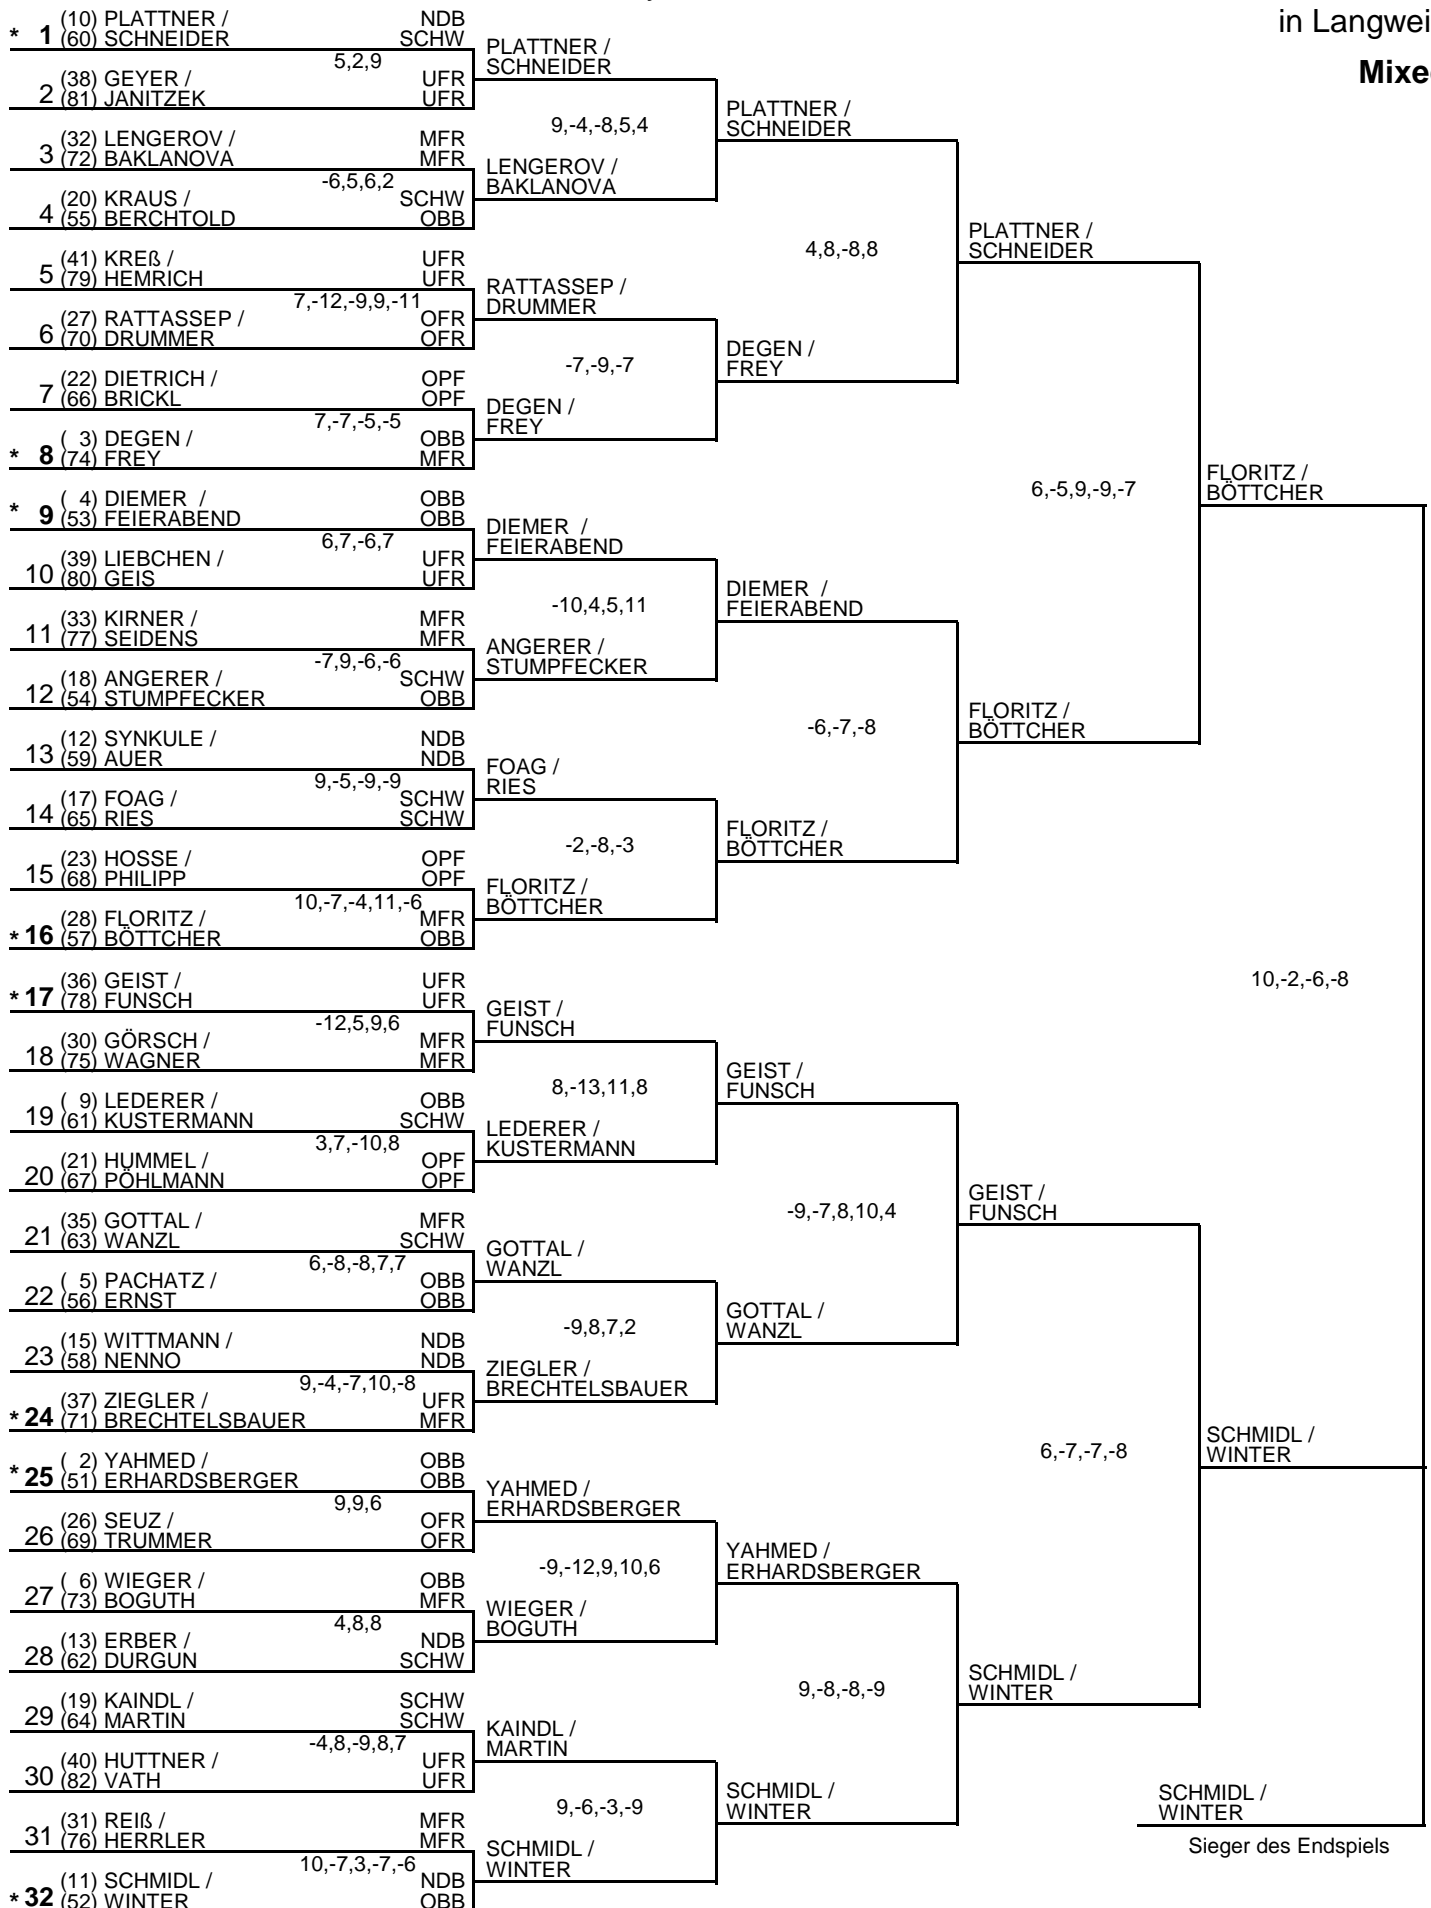 in Langwei
Mixe
* 1 (10) PLATTNER / NDB
(60) SCHNEIDER SCHW
5,2,9
2 (38) GEYER / UFR
(81) JANITZEK UFR
3 (32) LENGEROV / MFR
(72) BAKLANOVA MFR
-6,5,6,2
4 (20) KRAUS / SCHW
(55) BERCHTOLD OBB
5 (41) KREß / UFR
(79) HEMRICH UFR
7,-12,-9,9,-11
6 (27) RATTASSEP / OFR
(70) DRUMMER OFR
7 (22) DIETRICH / OPF
(66) BRICKL OPF
7,-7,-5,-5
* 8 ( 3) DEGEN / OBB
(74) FREY MFR
* 9 ( 4) DIEMER / OBB
(53) FEIERABEND OBB
6,7,-6,7
10 (39) LIEBCHEN / UFR
(80) GEIS UFR
11 (33) KIRNER / MFR
(77) SEIDENS MFR
-7,9,-6,-6
12 (18) ANGERER / SCHW
(54) STUMPFECKER OBB
13 (12) SYNKULE / NDB
(59) AUER NDB
9,-5,-9,-9
14 (17) FOAG / SCHW
(65) RIES SCHW
15 (23) HOSSE / OPF
(68) PHILIPP OPF
10,-7,-4,11,-6
* 16 (28) FLORITZ / MFR
(57) BÖTTCHER OBB
* 17 (36) GEIST / UFR
(78) FUNSCH UFR
-12,5,9,6
18 (30) GÖRSCH / MFR
(75) WAGNER MFR
19 ( 9) LEDERER / OBB
(61) KUSTERMANN SCHW
3,7,-10,8
20 (21) HUMMEL / OPF
(67) PÖHLMANN OPF
21 (35) GOTTAL / MFR
(63) WANZL SCHW
6,-8,-8,7,7
22 ( 5) PACHATZ / OBB
(56) ERNST OBB
23 (15) WITTMANN / NDB
(58) NENNO NDB
9,-4,-7,10,-8
* 24 (37) ZIEGLER / UFR
(71) BRECHTELSBAUER MFR
* 25 ( 2) YAHMED / OBB
(51) ERHARDSBERGER OBB
9,9,6
26 (26) SEUZ / OFR
(69) TRUMMER OFR
27 ( 6) WIEGER / OBB
(73) BOGUTH MFR
4,8,8
28 (13) ERBER / NDB
(62) DURGUN SCHW
29 (19) KAINDL / SCHW
(64) MARTIN SCHW
-4,8,-9,8,7
30 (40) HUTTNER / UFR
(82) VATH UFR
31 (31) REIß / MFR
(76) HERRLER MFR
10,-7,3,-7,-6
* 32 (11) SCHMIDL / NDB
(52) WINTER OBB
PLATTNER /
SCHNEIDER
9,-4,-8,5,4
LENGEROV /
BAKLANOVA
RATTASSEP /
DRUMMER
-7,-9,-7
DEGEN /
FREY
DIEMER /
FEIERABEND
-10,4,5,11
ANGERER /
STUMPFECKER
FOAG /
RIES
-2,-8,-3
FLORITZ /
BÖTTCHER
GEIST /
FUNSCH
8,-13,11,8
LEDERER /
KUSTERMANN
GOTTAL /
WANZL
-9,8,7,2
ZIEGLER /
BRECHTELSBAUER
YAHMED /
ERHARDSBERGER
-9,-12,9,10,6
WIEGER /
BOGUTH
KAINDL /
MARTIN
9,-6,-3,-9
SCHMIDL /
WINTER
PLATTNER /
SCHNEIDER
4,8,-8,8
DEGEN /
FREY
DIEMER /
FEIERABEND
-6,-7,-8
FLORITZ /
BÖTTCHER
GEIST /
FUNSCH
-9,-7,8,10,4
GOTTAL /
WANZL
YAHMED /
ERHARDSBERGER
9,-8,-8,-9
SCHMIDL /
WINTER
PLATTNER /
SCHNEIDER
6,-5,9,-9,-7
FLORITZ /
BÖTTCHER
GEIST /
FUNSCH
6,-7,-7,-8
SCHMIDL /
WINTER
FLORITZ /
BÖTTCHER
10,-2,-6,-8
SCHMIDL /
WINTER
SCHMIDL /
WINTER
Sieger des Endspiels